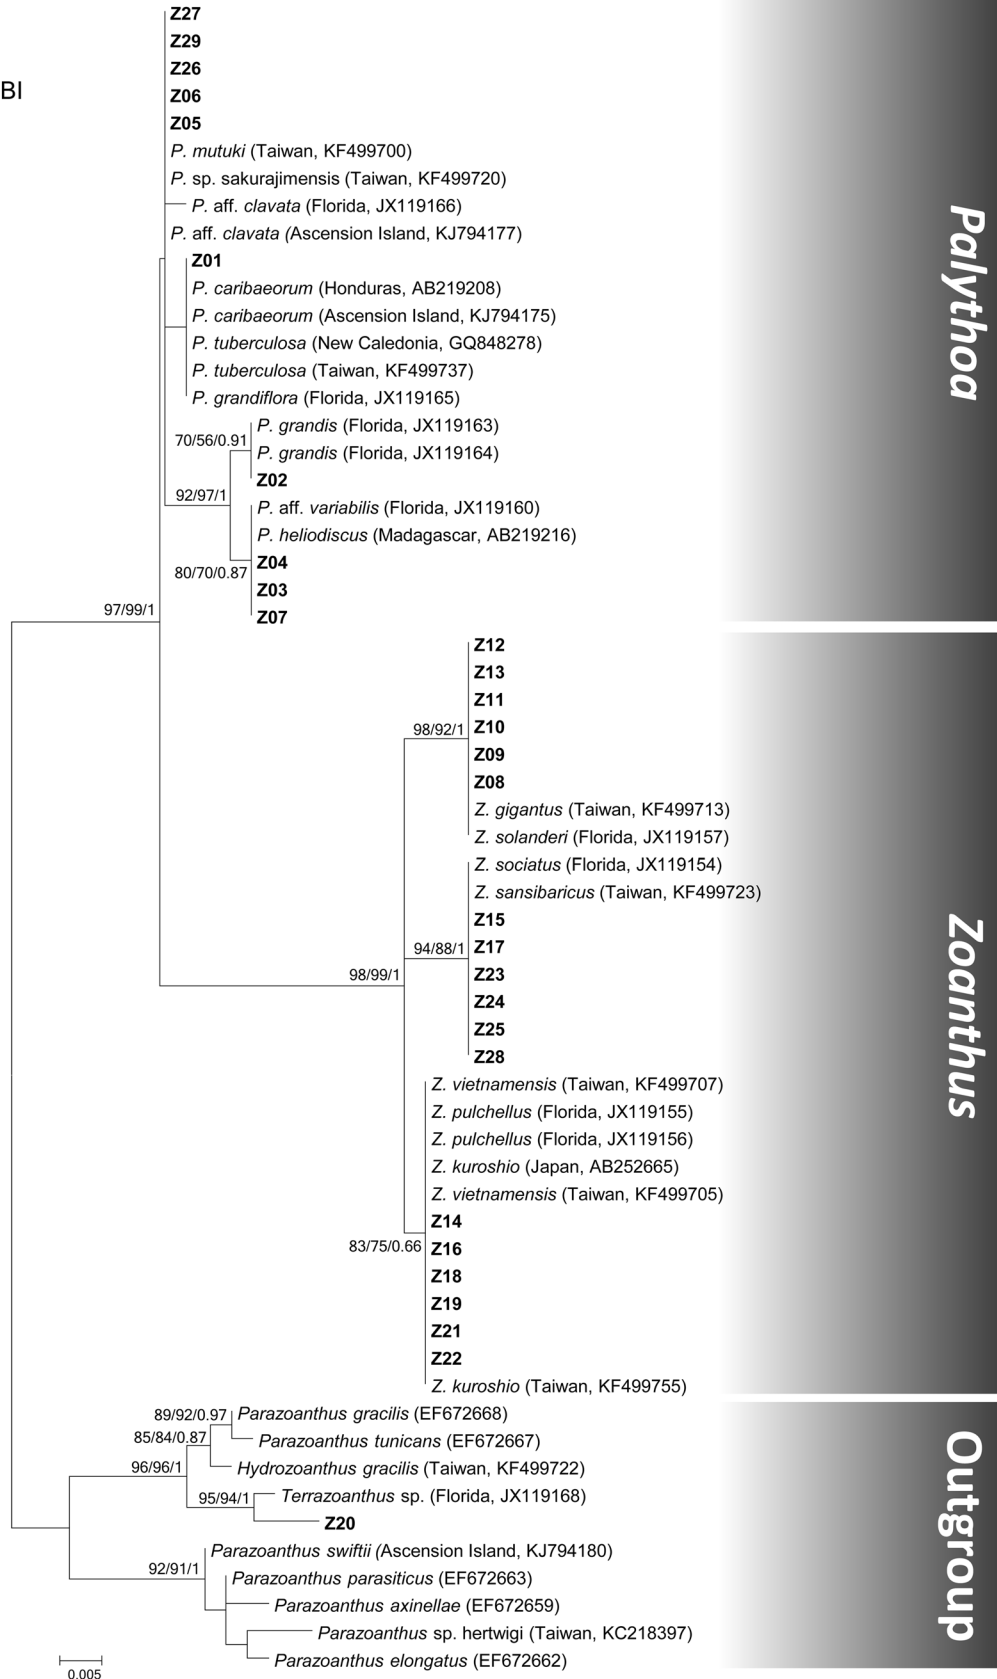 BI
Z27
Z29
Z26
Z06
Z05
P. mutuki (Taiwan, KF499700)
P. sp. sakurajimensis (Taiwan, KF499720)
P. aff. clavata (Florida, JX119166)
P. aff. clavata (Ascension Island, KJ794177)
Z01
P. caribaeorum (Honduras, AB219208)
P. caribaeorum (Ascension Island, KJ794175)
P. tuberculosa (New Caledonia, GQ848278)
P. tuberculosa (Taiwan, KF499737)
P. grandiflora (Florida, JX119165)
P. grandis (Florida, JX119163)
70/56/0.91
P. grandis (Florida, JX119164)
Z02
92/97/1
P. aff. variabilis (Florida, JX119160)
P. heliodiscus (Madagascar, AB219216)
Z04
80/70/0.87
Z03
Z07
97/99/1
Palythoa
Z12
Z13
Z11
Z10
98/92/1
Z09
Z08
Z. gigantus (Taiwan, KF499713)
Z. solanderi (Florida, JX119157)
Z. sociatus (Florida, JX119154)
Z. sansibaricus (Taiwan, KF499723)
Z15
Z17
94/88/1
Z23
98/99/1
Z24
Z25
Z28
Z. vietnamensis (Taiwan, KF499707)
Z. pulchellus (Florida, JX119155)
Z. pulchellus (Florida, JX119156)
Z. kuroshio (Japan, AB252665)
Z. vietnamensis (Taiwan, KF499705)
Z14
Z16
83/75/0.66
Z18
Z19
Z21
Z22
Z. kuroshio (Taiwan, KF499755)
Zoanthus
89/92/0.97
Parazoanthus gracilis (EF672668)
85/84/0.87
Parazoanthus tunicans (EF672667)
96/96/1
Hydrozoanthus gracilis (Taiwan, KF499722)
95/94/1
Terrazoanthus sp. (Florida, JX119168)
Z20
Parazoanthus swiftii (Ascension Island, KJ794180)
92/91/1
Parazoanthus parasiticus (EF672663)
Parazoanthus axinellae (EF672659)
Parazoanthus sp. hertwigi (Taiwan, KC218397)
Parazoanthus elongatus (EF672662)
Outgroup
0.005